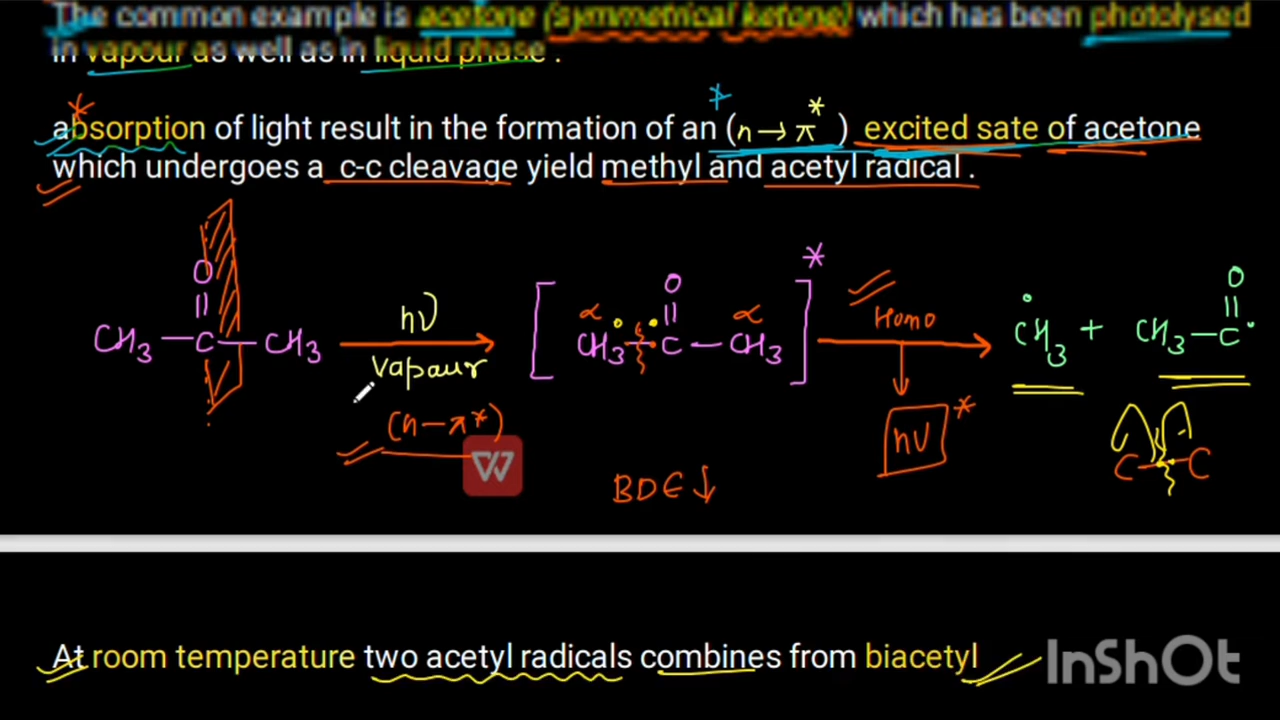 The common example is acetone (symmetrical ketone) which has been photolysed
in vapour as well as in liquid phase .
absorption of light result in the formation of an (n→π*) excited sate of acetone
which undergoes a c-c cleavage yield methyl and acetyl radical .
O
||
CH3 — C — CH3
hν
vapaur
(n–π*)
[ α α O
||
CH3 — C — CH3 ]*
Homo
hν *
ĊH3 + CH3 — C·
||
O
C — C
BDE↓
At room temperature two acetyl radicals combines from biacetyl
InShOt